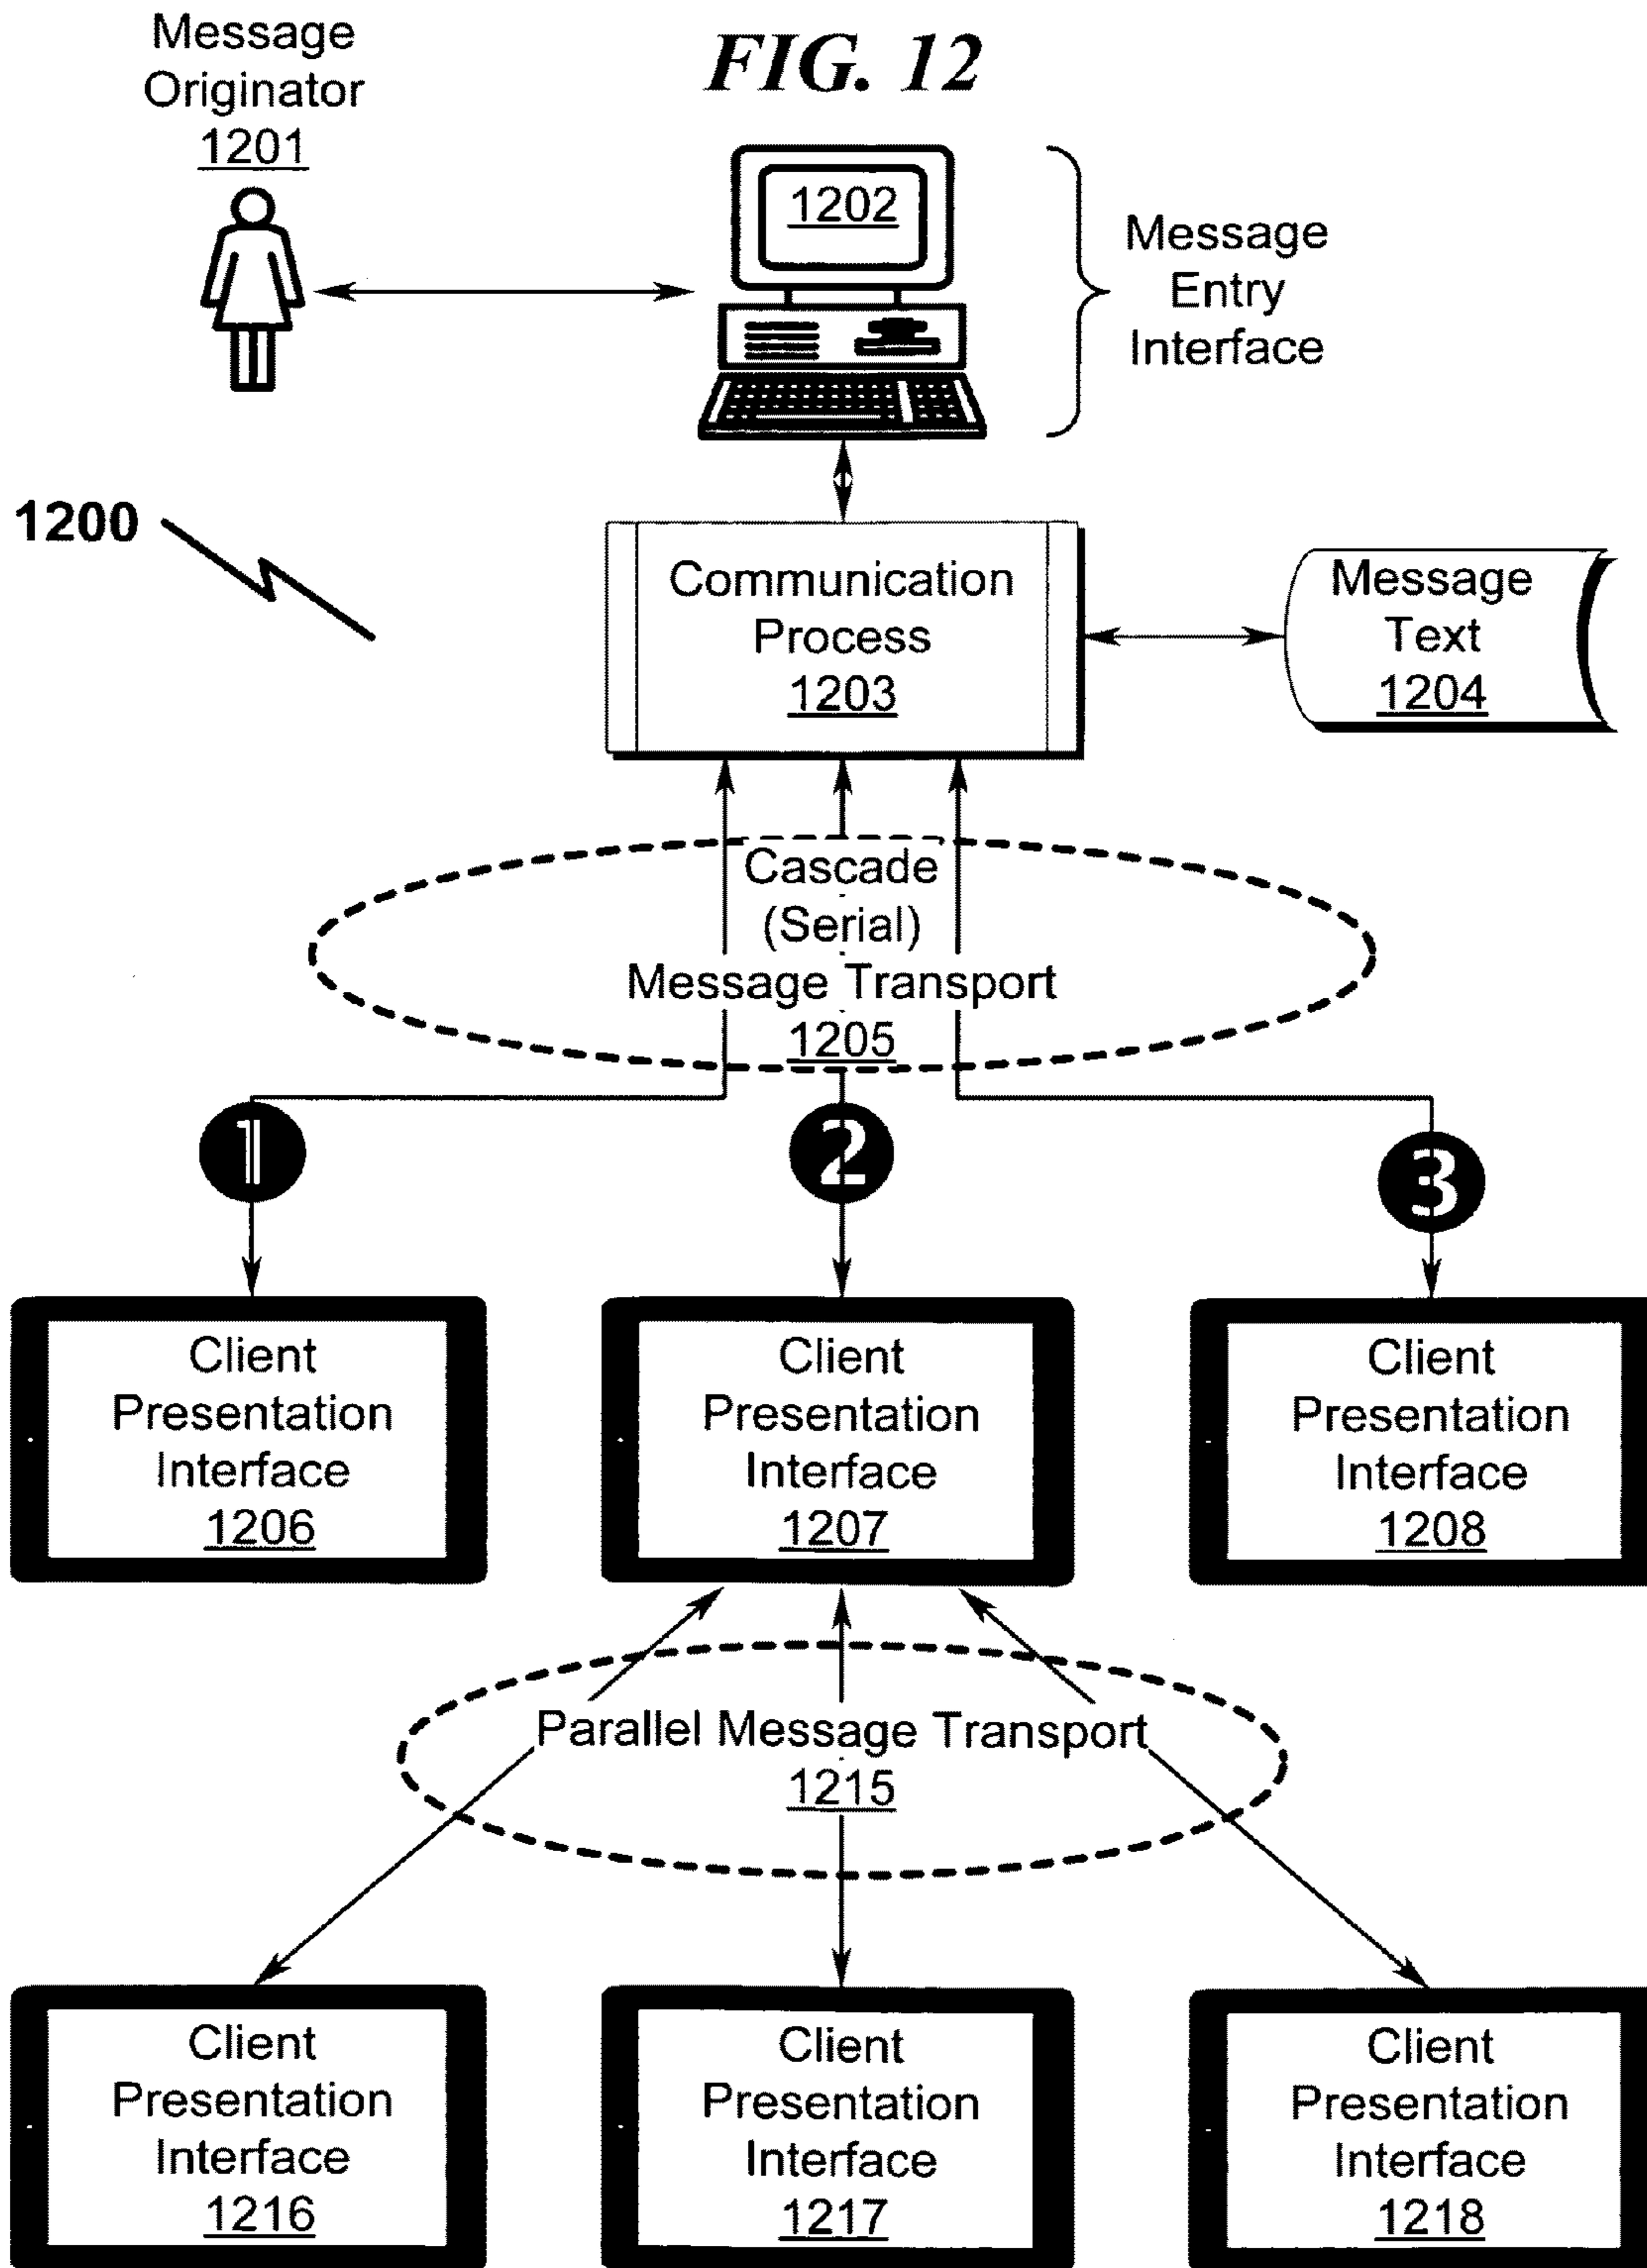 Message
Originator
1201
FIG. 12
1202
Message
Entry
Interface
1200
Communication
Process
1203
Message
Text
1204
Cascade
(Serial)
Message Transport
1205
1
2
3
Client
Presentation
Interface
1206
Client
Presentation
Interface
1207
Client
Presentation
Interface
1208
Parallel Message Transport
1215
Client
Presentation
Interface
1216
Client
Presentation
Interface
1217
Client
Presentation
Interface
1218